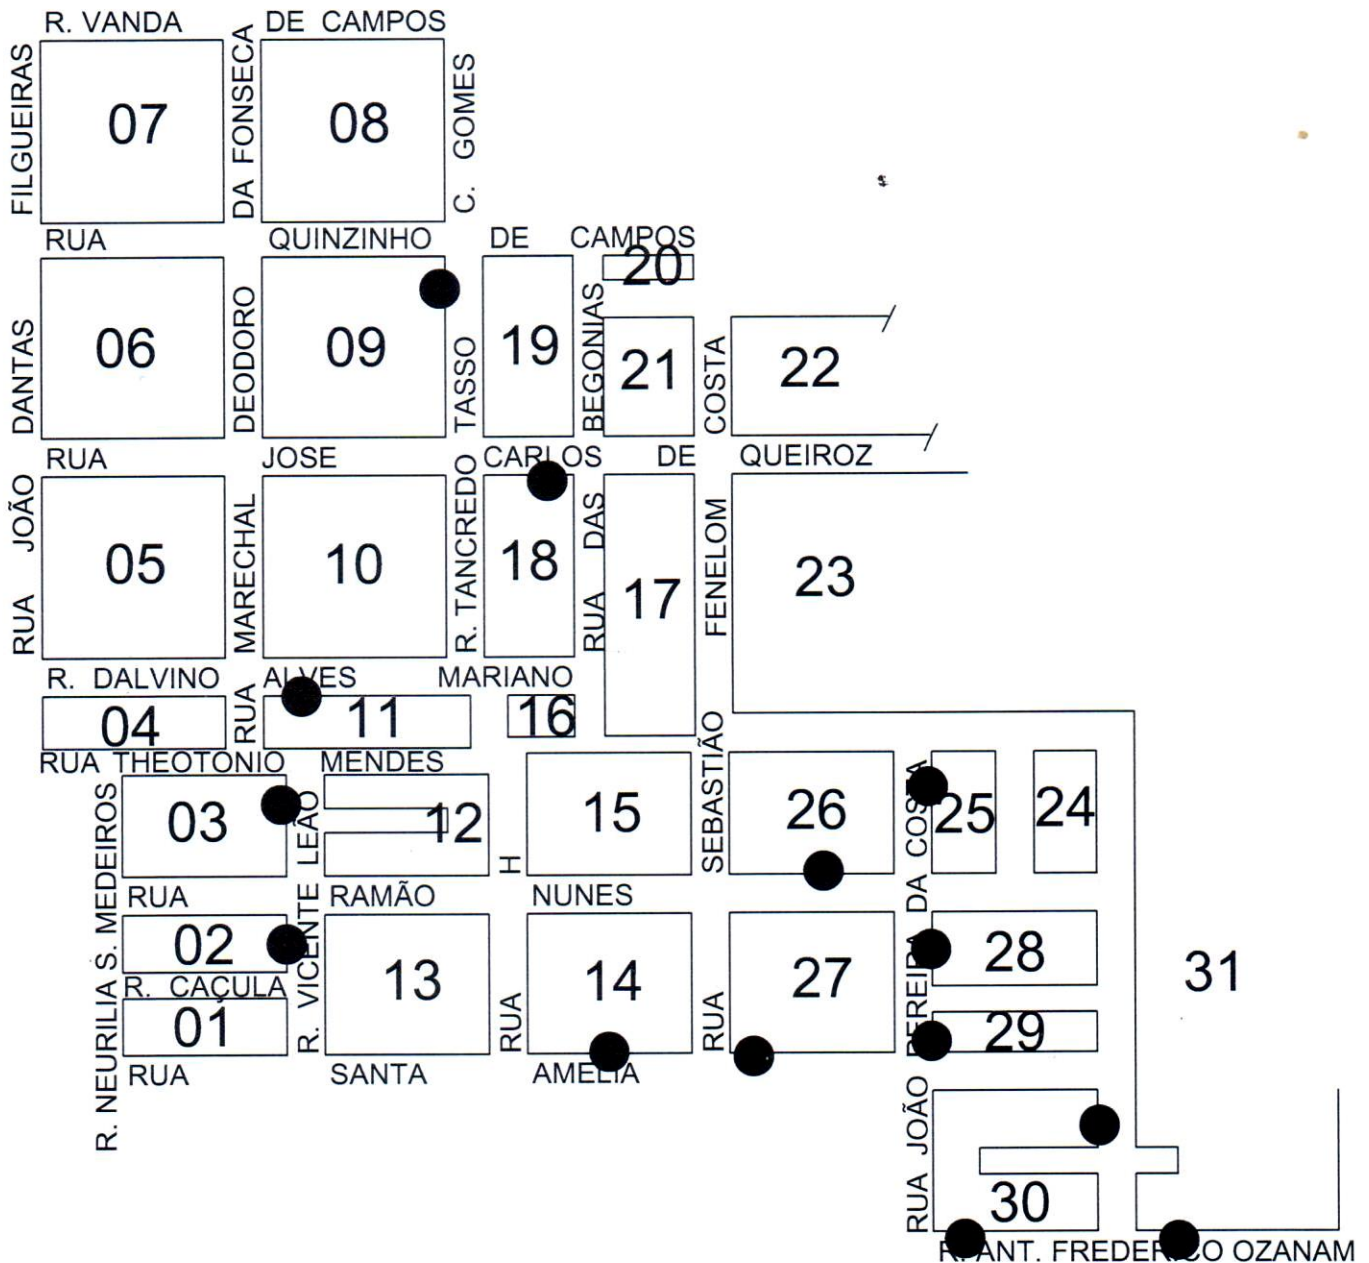 R. VANDA DE CAMPOS
FILGUEIRAS
07
DA FONSECA
08
C. GOMES
RUA QUINZINHO DE CAMPOS
20
DANTAS
06
DEODORO
09
TASSO
19
BEGONIAS
21
COSTA
22
RUA JOSE CARLOS DE QUEIROZ
RUA JOÃO
05
MARECHAL
10
R. TANCREDO
18
RUA DAS
17
FENELOM
23
R. DALVINO ALVES MARIANO
04
RUA
11
16
RUA THEOTONIO MENDES
R. NEURILIA S. MEDEIROS
03
R. VICENTE LEÃO
12
H
15
SEBASTIÃO
26
RUA JOÃO PEREIRA DA COSTA
25
24
RUA RAMÃO NUNES
02
R. CAÇULA
01
13
RUA
14
RUA
27
28
29
31
RUA SANTA AMELIA
30
R. ANT. FREDERICO OZANAM